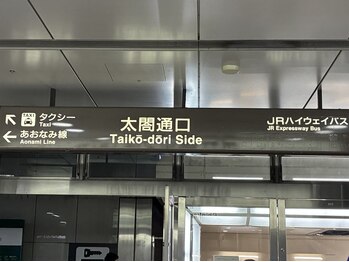 TAXI
タクシー
Taxi
あおなみ線
Aonami Line
太閤通口
Taikō-dōri Side
JRハイウェイバス
JR Expressway Bus